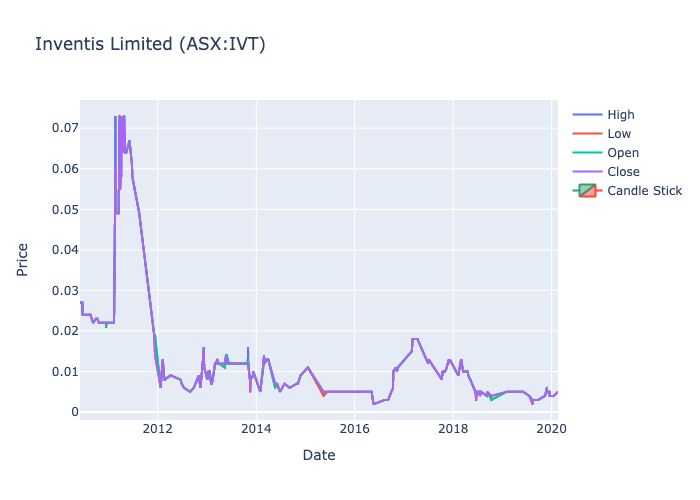 Inventis Limited (ASX:IVT)
High
Low
Open
Close
Candle Stick
Price
0.07
0.06
0.05
0.04
0.03
0.02
0.01
0
2012
2014
2016
2018
2020
Date